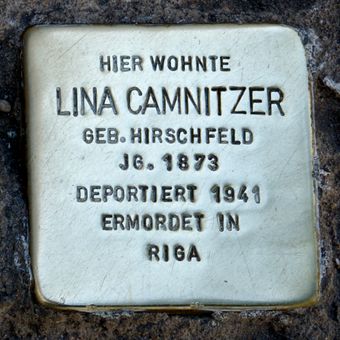 HIER WOHNTE
LINA CAMNITZER
GEB. HIRSCHFELD
JG. 1873
DEPORTIERT 1941
ERMORDET IN
RIGA